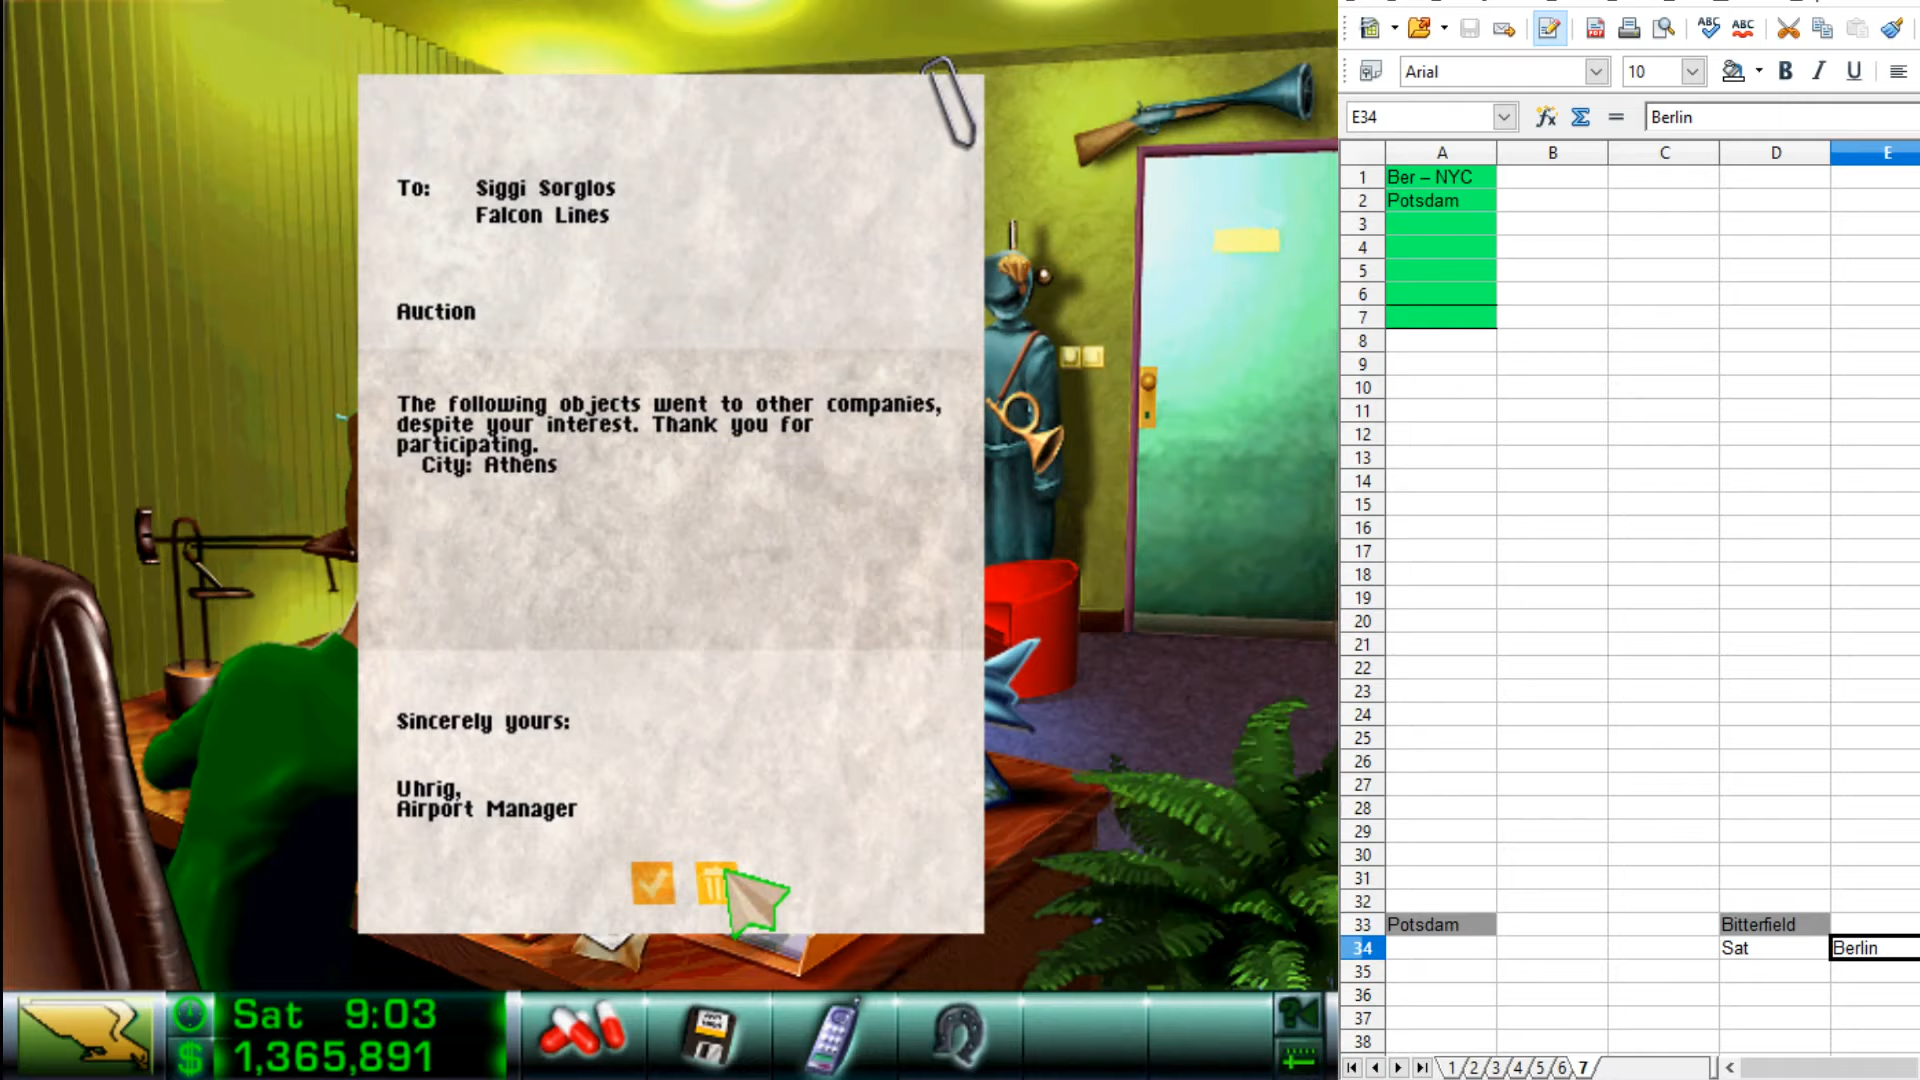 To: Siggi Sorglos
Falcon Lines
Auction
The following objects went to other companies,
despite your interest. Thank you for
participating.
City: Athens
Sincerely yours:
Uhrig,
Airport Manager
Sat 9:03
$ 1,365,891
ABC ABC
Arial 10 B I U
E34 fx Σ = Berlin
A B C D E
1 Ber – NYC
2 Potsdam
3
4
5
6
7
8
9
10
11
12
13
14
15
16
17
18
19
20
21
22
23
24
25
26
27
28
29
30
31
32
33 Potsdam Bitterfield
34 Sat Berlin
35
36
37
38
1 2 3 4 5 6 7